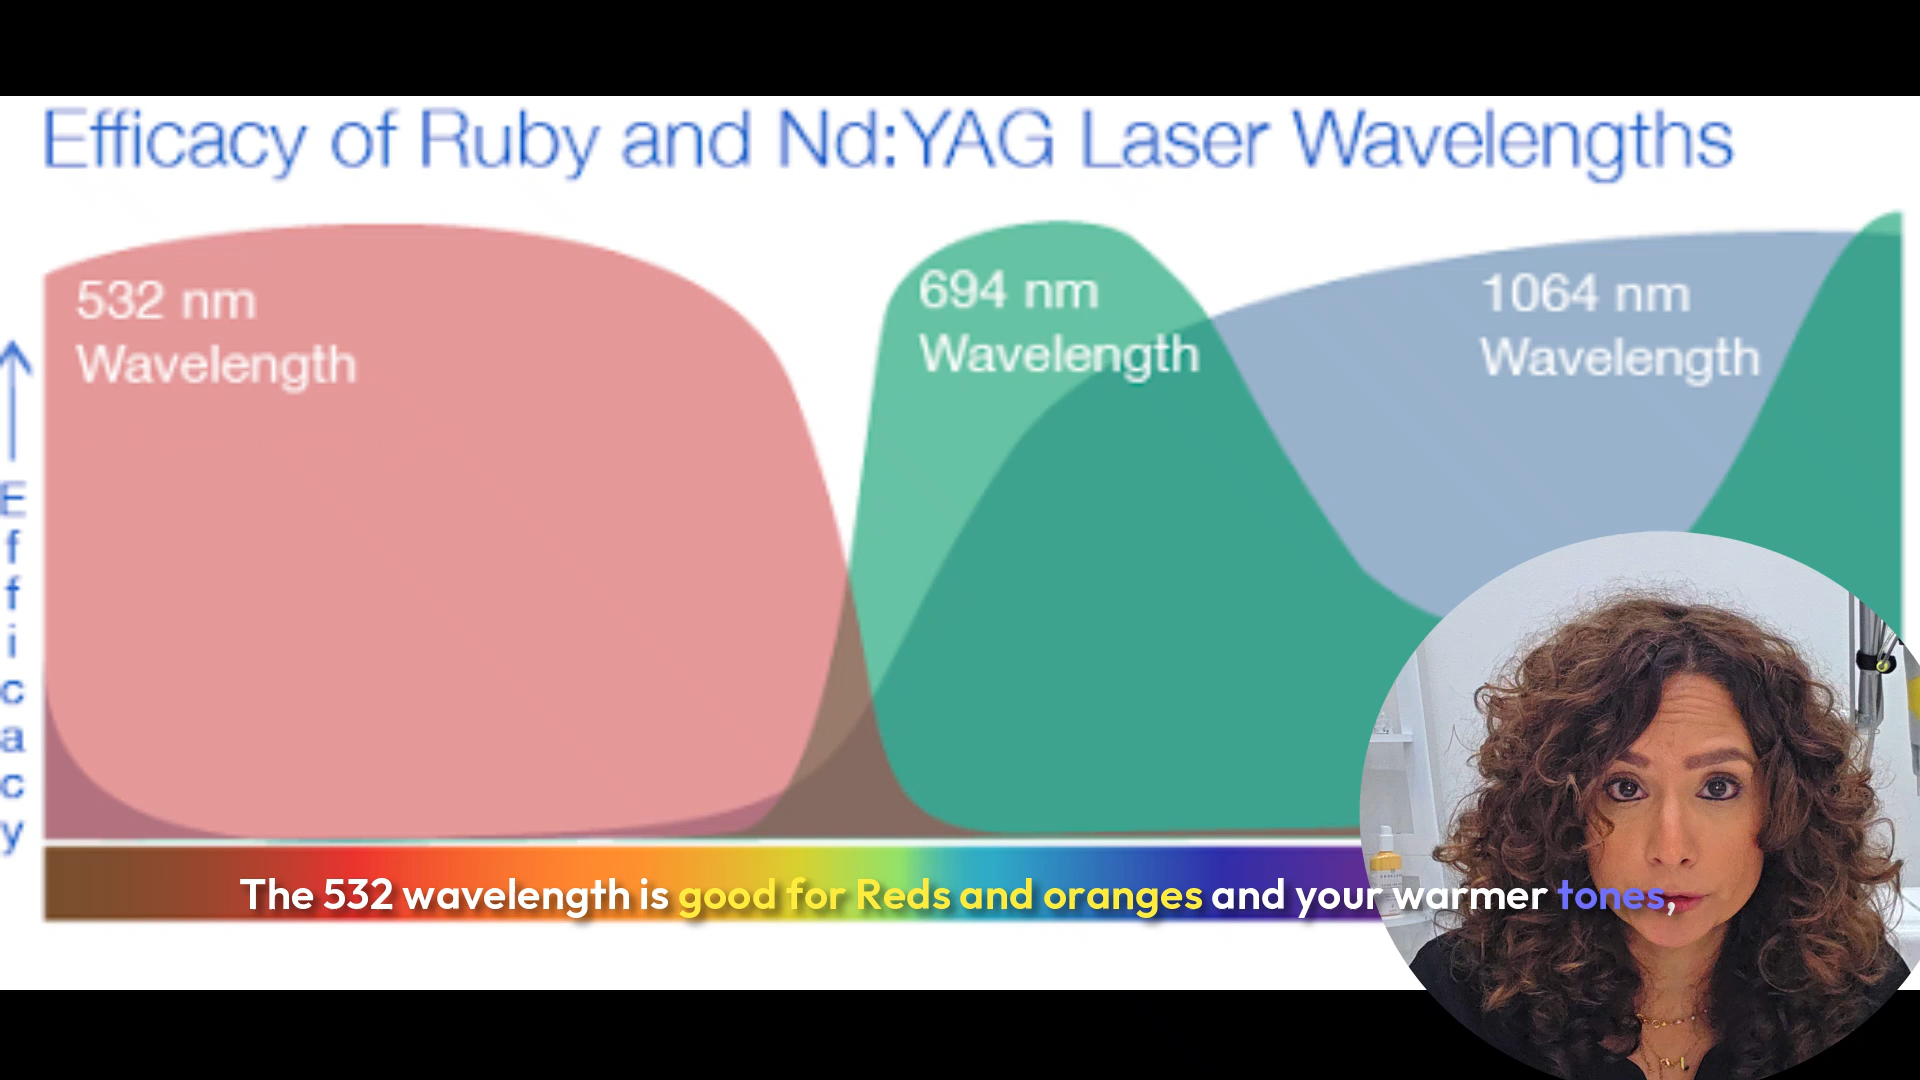 Efficacy of Ruby and Nd:YAG Laser Wavelengths
532 nm
Wavelength
694 nm
Wavelength
1064 nm
Wavelength
Efficacy
The 532 wavelength is good for Reds and oranges and your warmer tones,